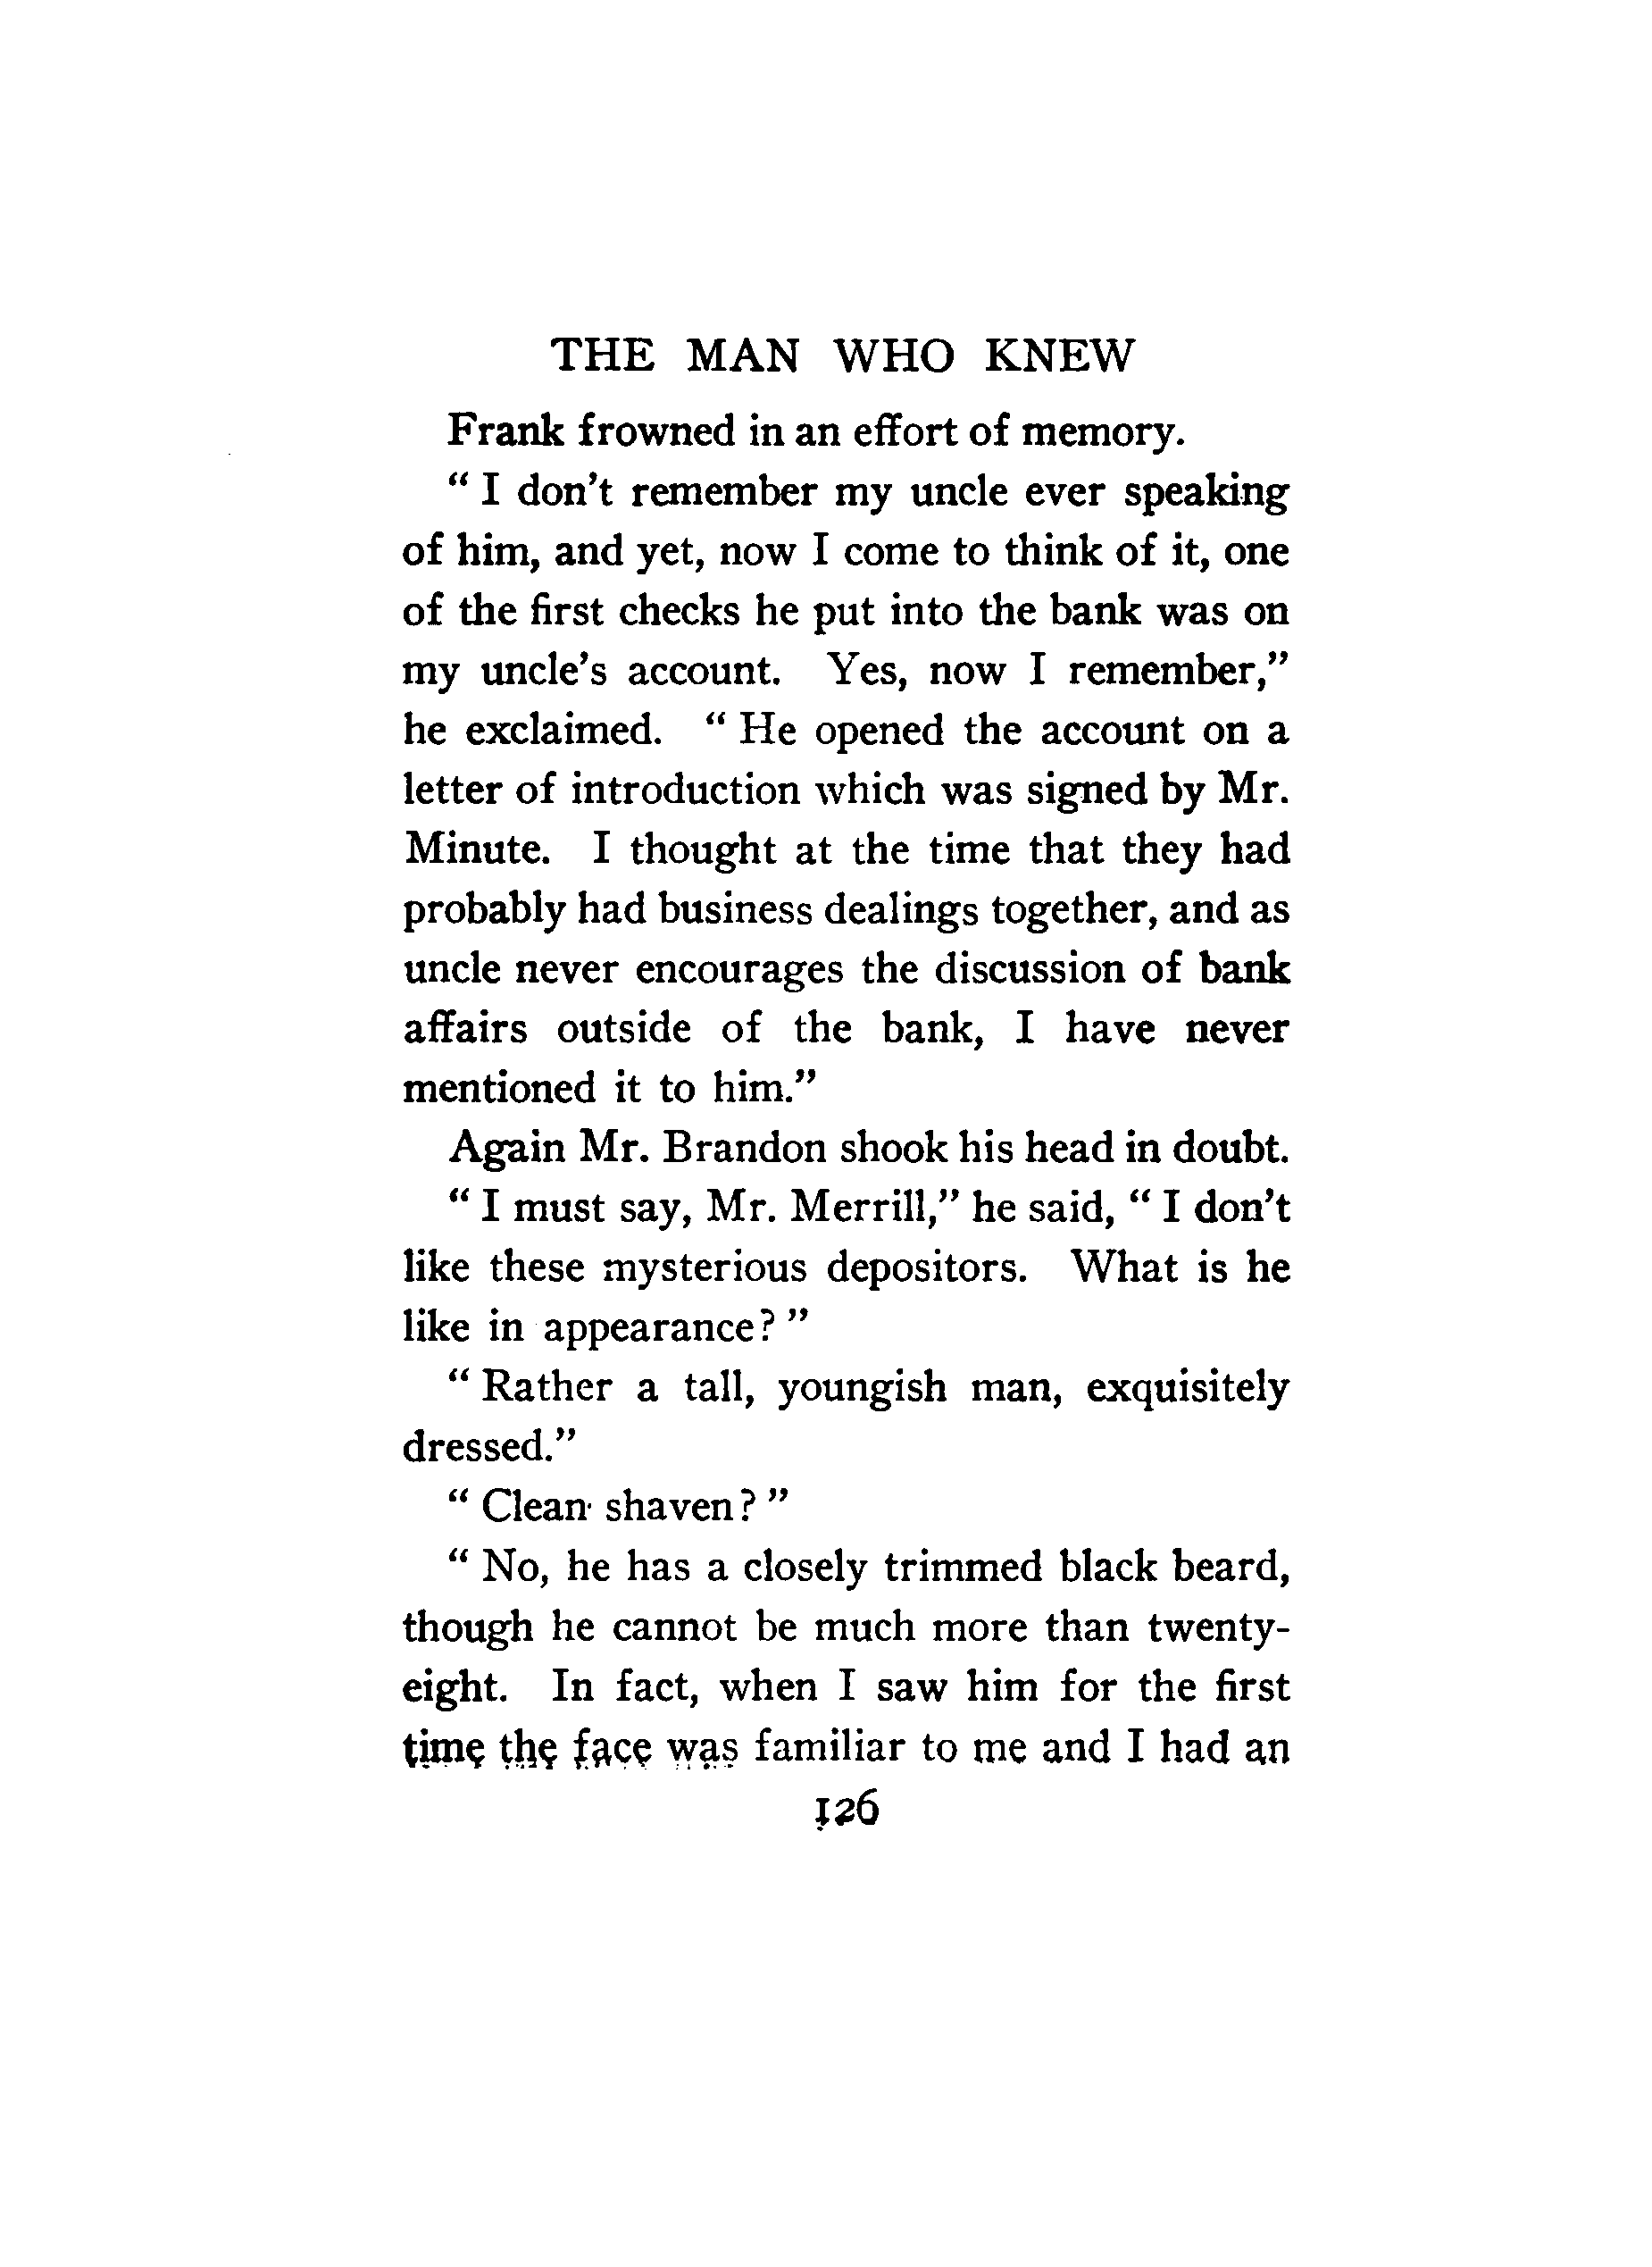 THE MAN WHO KNEW
Frank frowned in an effort of memory.
“ I don’t remember my uncle ever speaking
of him, and yet, now I come to think of it, one
of the first checks he put into the bank was on
my uncle’s account. Yes, now I remember,”
he exclaimed. “ He opened the account on a
letter of introduction which was signed by Mr.
Minute. I thought at the time that they had
probably had business dealings together, and as
uncle never encourages the discussion of bank
affairs outside of the bank, I have never
mentioned it to him.”
Again Mr. Brandon shook his head in doubt.
“ I must say, Mr. Merrill,” he said, “ I don’t
like these mysterious depositors. What is he
like in appearance? ”
“ Rather a tall, youngish man, exquisitely
dressed.”
“ Clean shaven? ”
“ No, he has a closely trimmed black beard,
though he cannot be much more than twenty-
eight. In fact, when I saw him for the first
time the face was familiar to me and I had an
126